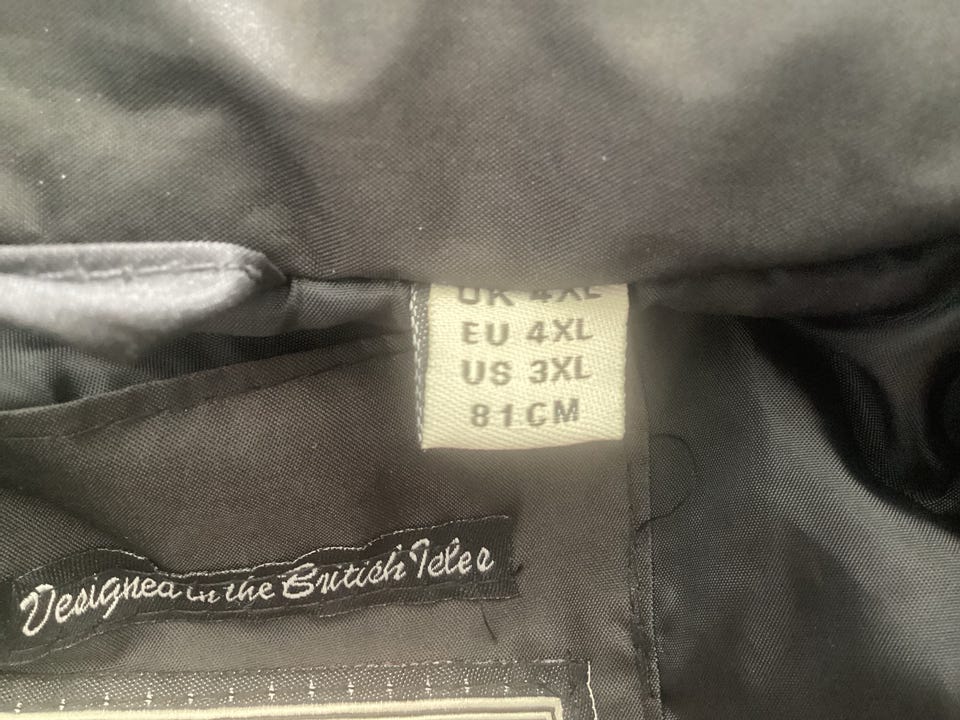 UK 4XL
EU 4XL
US 3XL
81CM
Designed in the British Isles